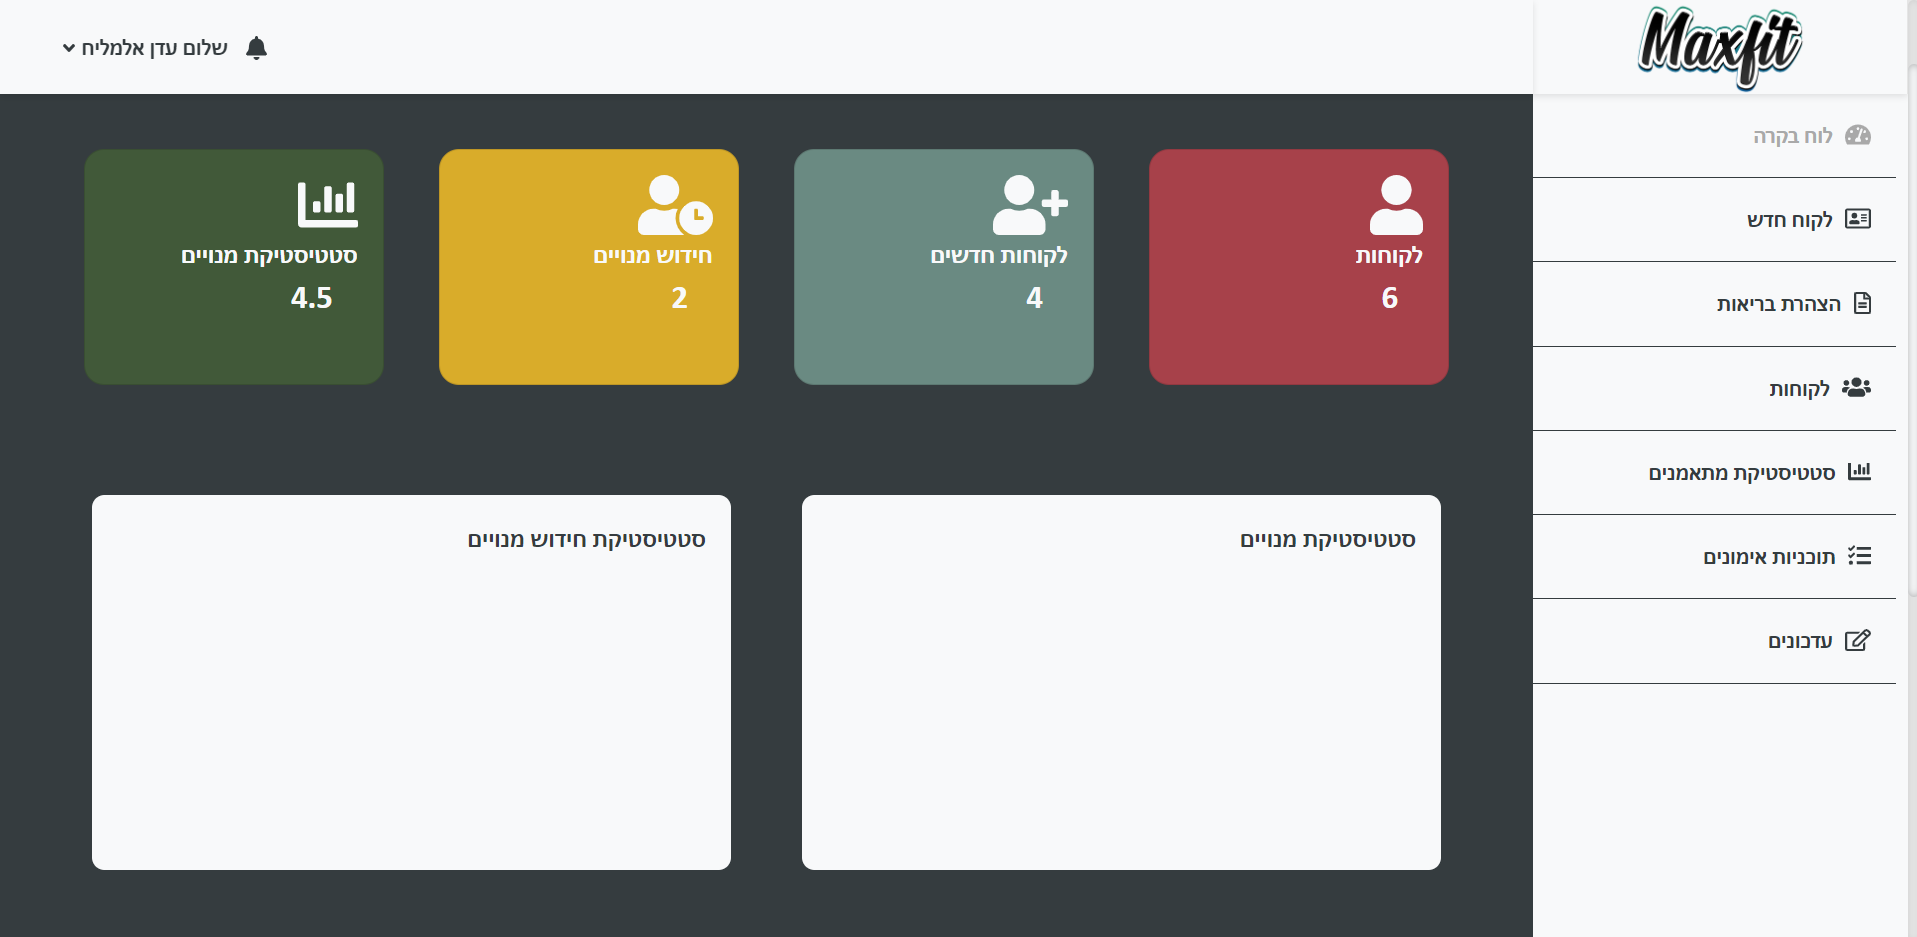 Maxfit
שלום עדן אלמליח
לוח בקרה
לקוח חדש
הצהרת בריאות
לקוחות
סטטיסטיקת מתאמנים
תוכניות אימונים
עדכונים
לקוחות
6
לקוחות חדשים
4
חידוש מנויים
2
סטטיסטיקת מנויים
4.5
סטטיסטיקת מנויים
סטטיסטיקת חידוש מנויים